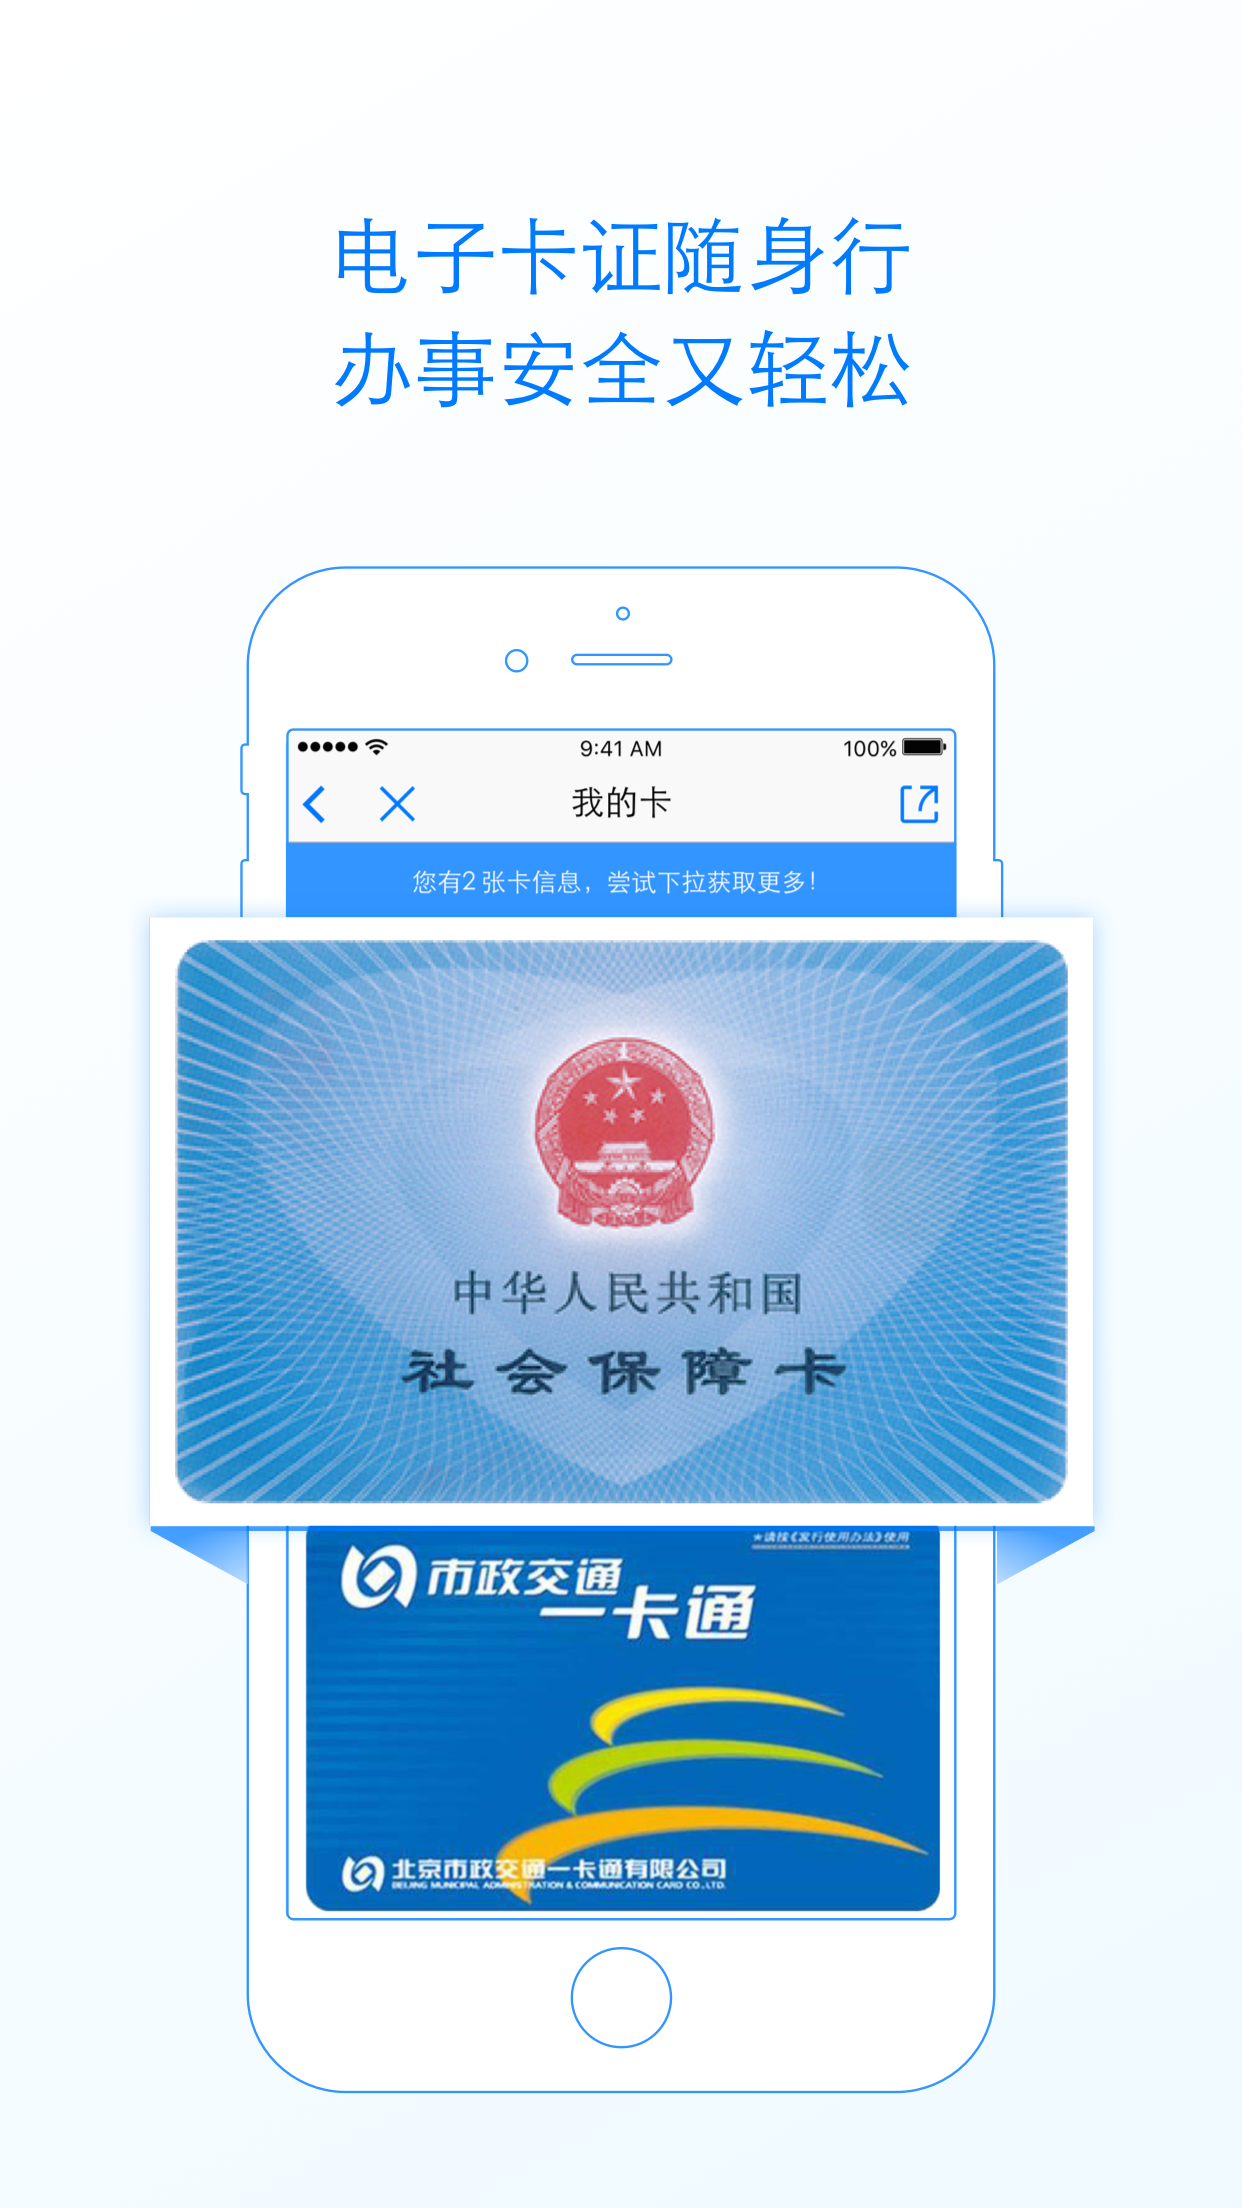 电子卡证随身行
办事安全又轻松
9:41 AM
100%
我的卡
您有2张卡信息，尝试下拉获取更多！
中华人民共和国
社会保障卡
★请按《发行使用办法》使用
市政交通
一卡通
北京市政交通一卡通有限公司
BEIJING MUNICIPAL ADMINISTRATION & COMMUNICATION CARD CO.,LTD.